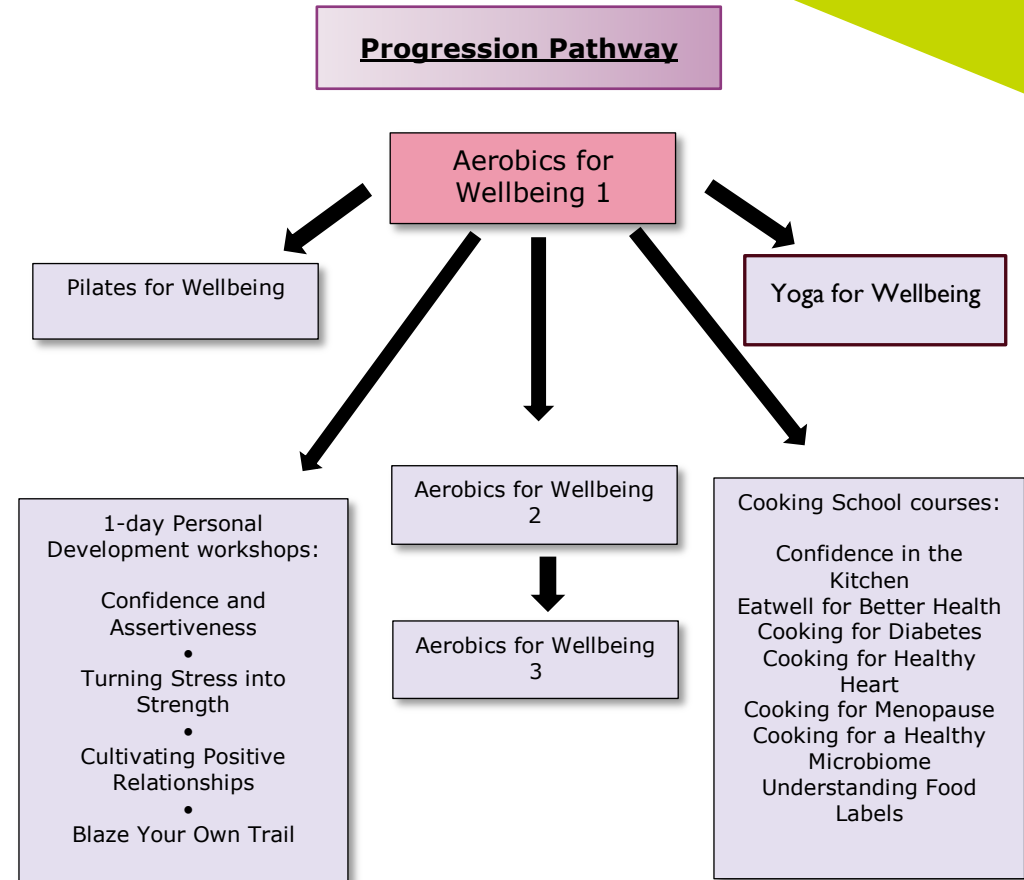 Progression Pathway
Aerobics for
Wellbeing 1
Pilates for Wellbeing
Yoga for Wellbeing
1-day Personal
Development workshops:
Confidence and
Assertiveness
•
Turning Stress into
Strength
•
Cultivating Positive
Relationships
•
Blaze Your Own Trail
Aerobics for Wellbeing
2
Aerobics for Wellbeing
3
Cooking School courses:
Confidence in the
Kitchen
Eatwell for Better Health
Cooking for Diabetes
Cooking for Healthy
Heart
Cooking for Menopause
Cooking for a Healthy
Microbiome
Understanding Food
Labels